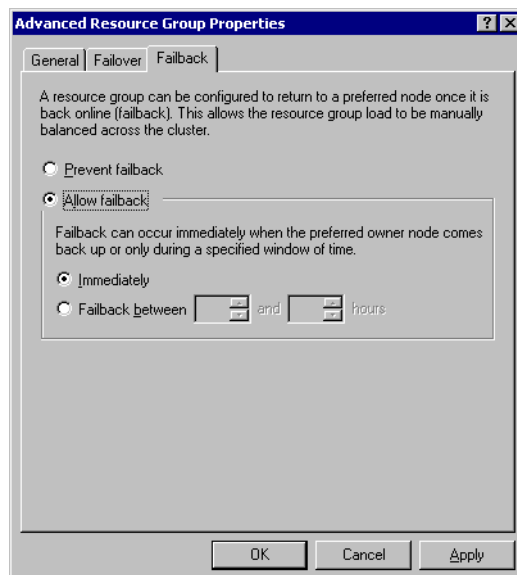 Advanced Resource Group Properties
General Failover Failback
A resource group can be configured to return to a preferred node once it is
back online (failback). This allows the resource group load to be manually
balanced across the cluster.
Prevent failback
Allow failback
Failback can occur immediately when the preferred owner node comes
back up or only during a specified window of time.
Immediately
Failback between and hours
OK Cancel Apply